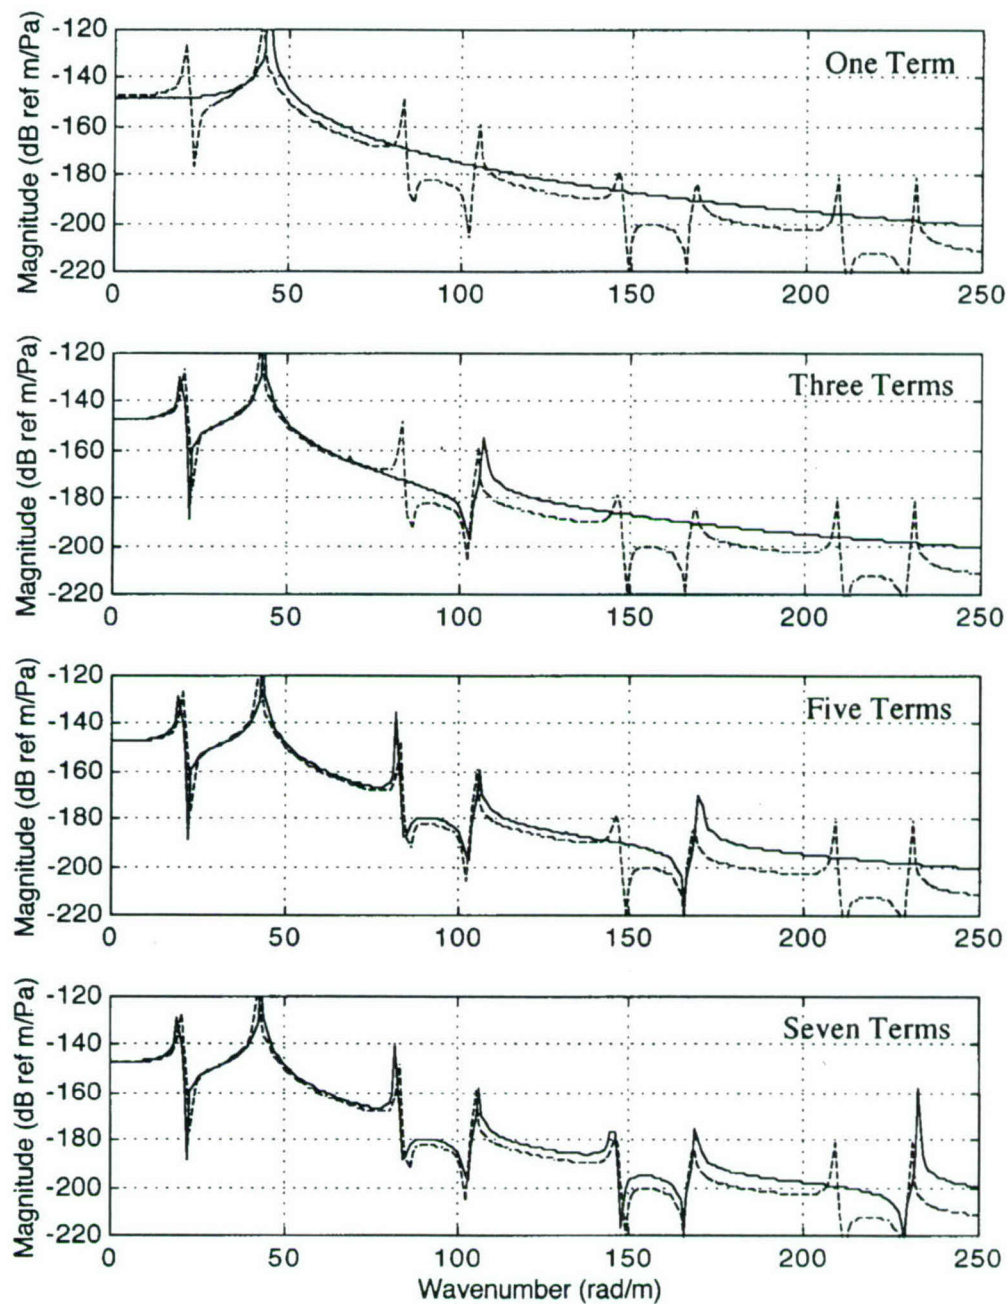 Magnitude (dB ref m/Pa)
-120
-140
-160
-180
-200
-220
One Term
0 50 100 150 200 250
Magnitude (dB ref m/Pa)
-120
-140
-160
-180
-200
-220
Three Terms
0 50 100 150 200 250
Magnitude (dB ref m/Pa)
-120
-140
-160
-180
-200
-220
Five Terms
0 50 100 150 200 250
Magnitude (dB ref m/Pa)
-120
-140
-160
-180
-200
-220
Seven Terms
0 50 100 150 200 250
Wavenumber (rad/m)